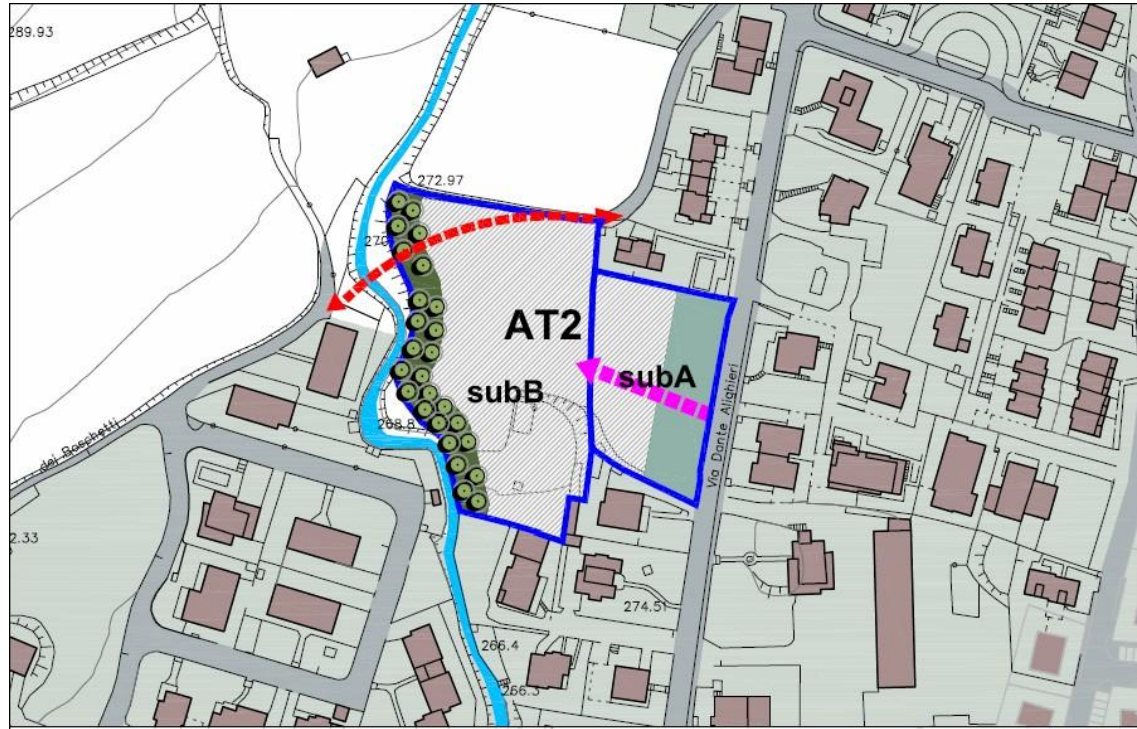 289.93
272.97
270
AT2
subA
subB
268.8
Via Dante Alighieri
dei Boschetti
2.33
274.51
266.4
266.3